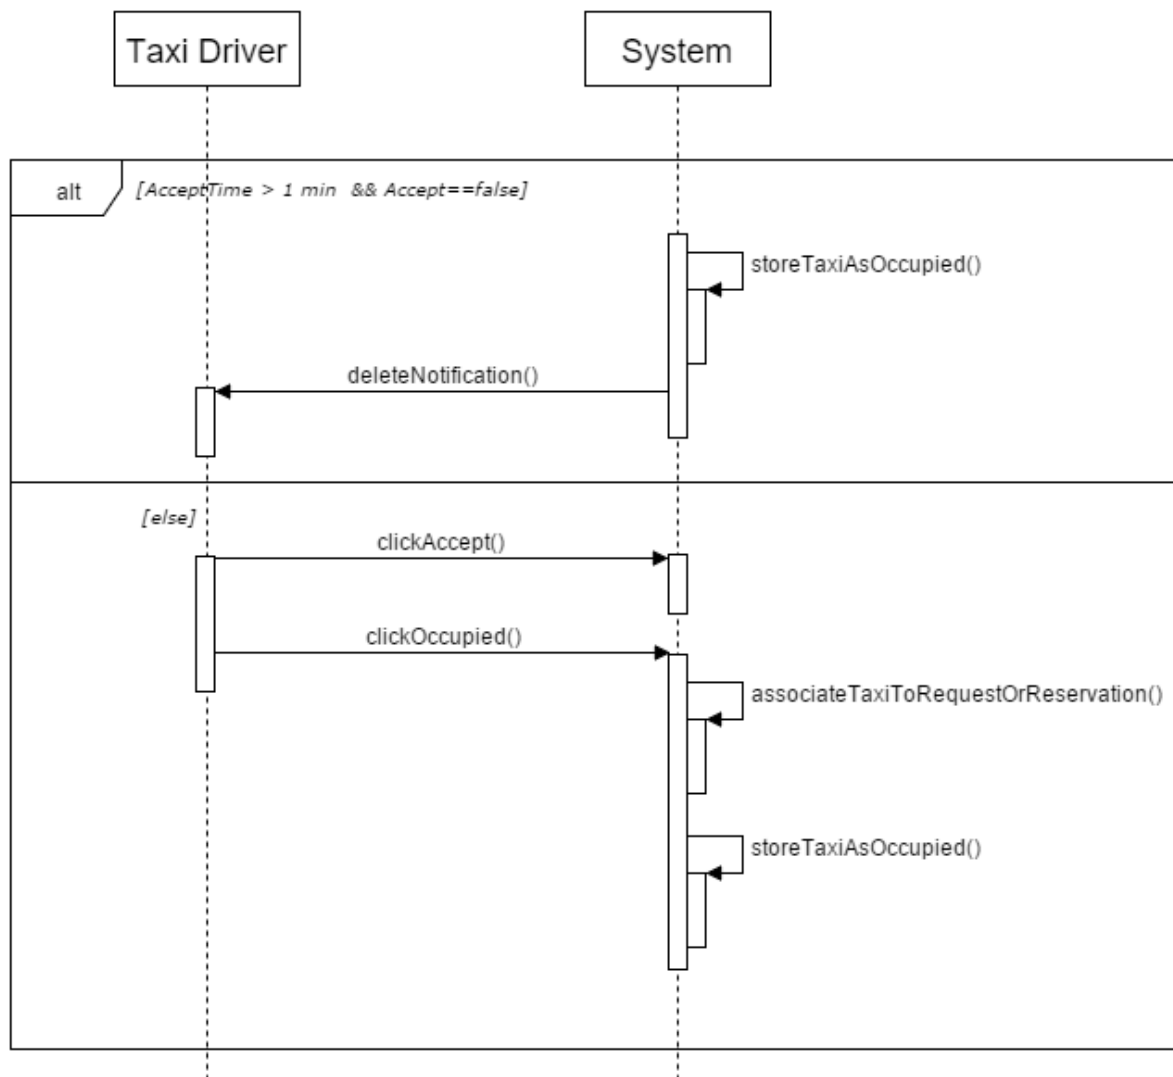 Taxi Driver
System
alt
[AcceptTime > 1 min && Accept==false]
storeTaxiAsOccupied()
deleteNotification()
[else]
clickAccept()
clickOccupied()
associateTaxiToRequestOrReservation()
storeTaxiAsOccupied()